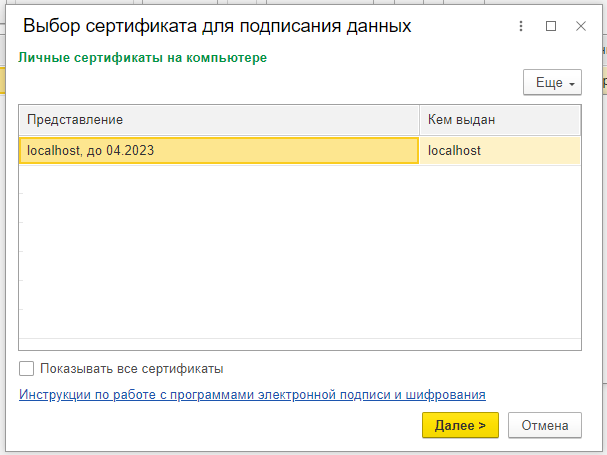 Выбор сертификата для подписания данных
Личные сертификаты на компьютере
Еще
Представление Кем выдан
localhost, до 04.2023 localhost
Показывать все сертификаты
Инструкции по работе с программами электронной подписи и шифрования
Далее > Отмена